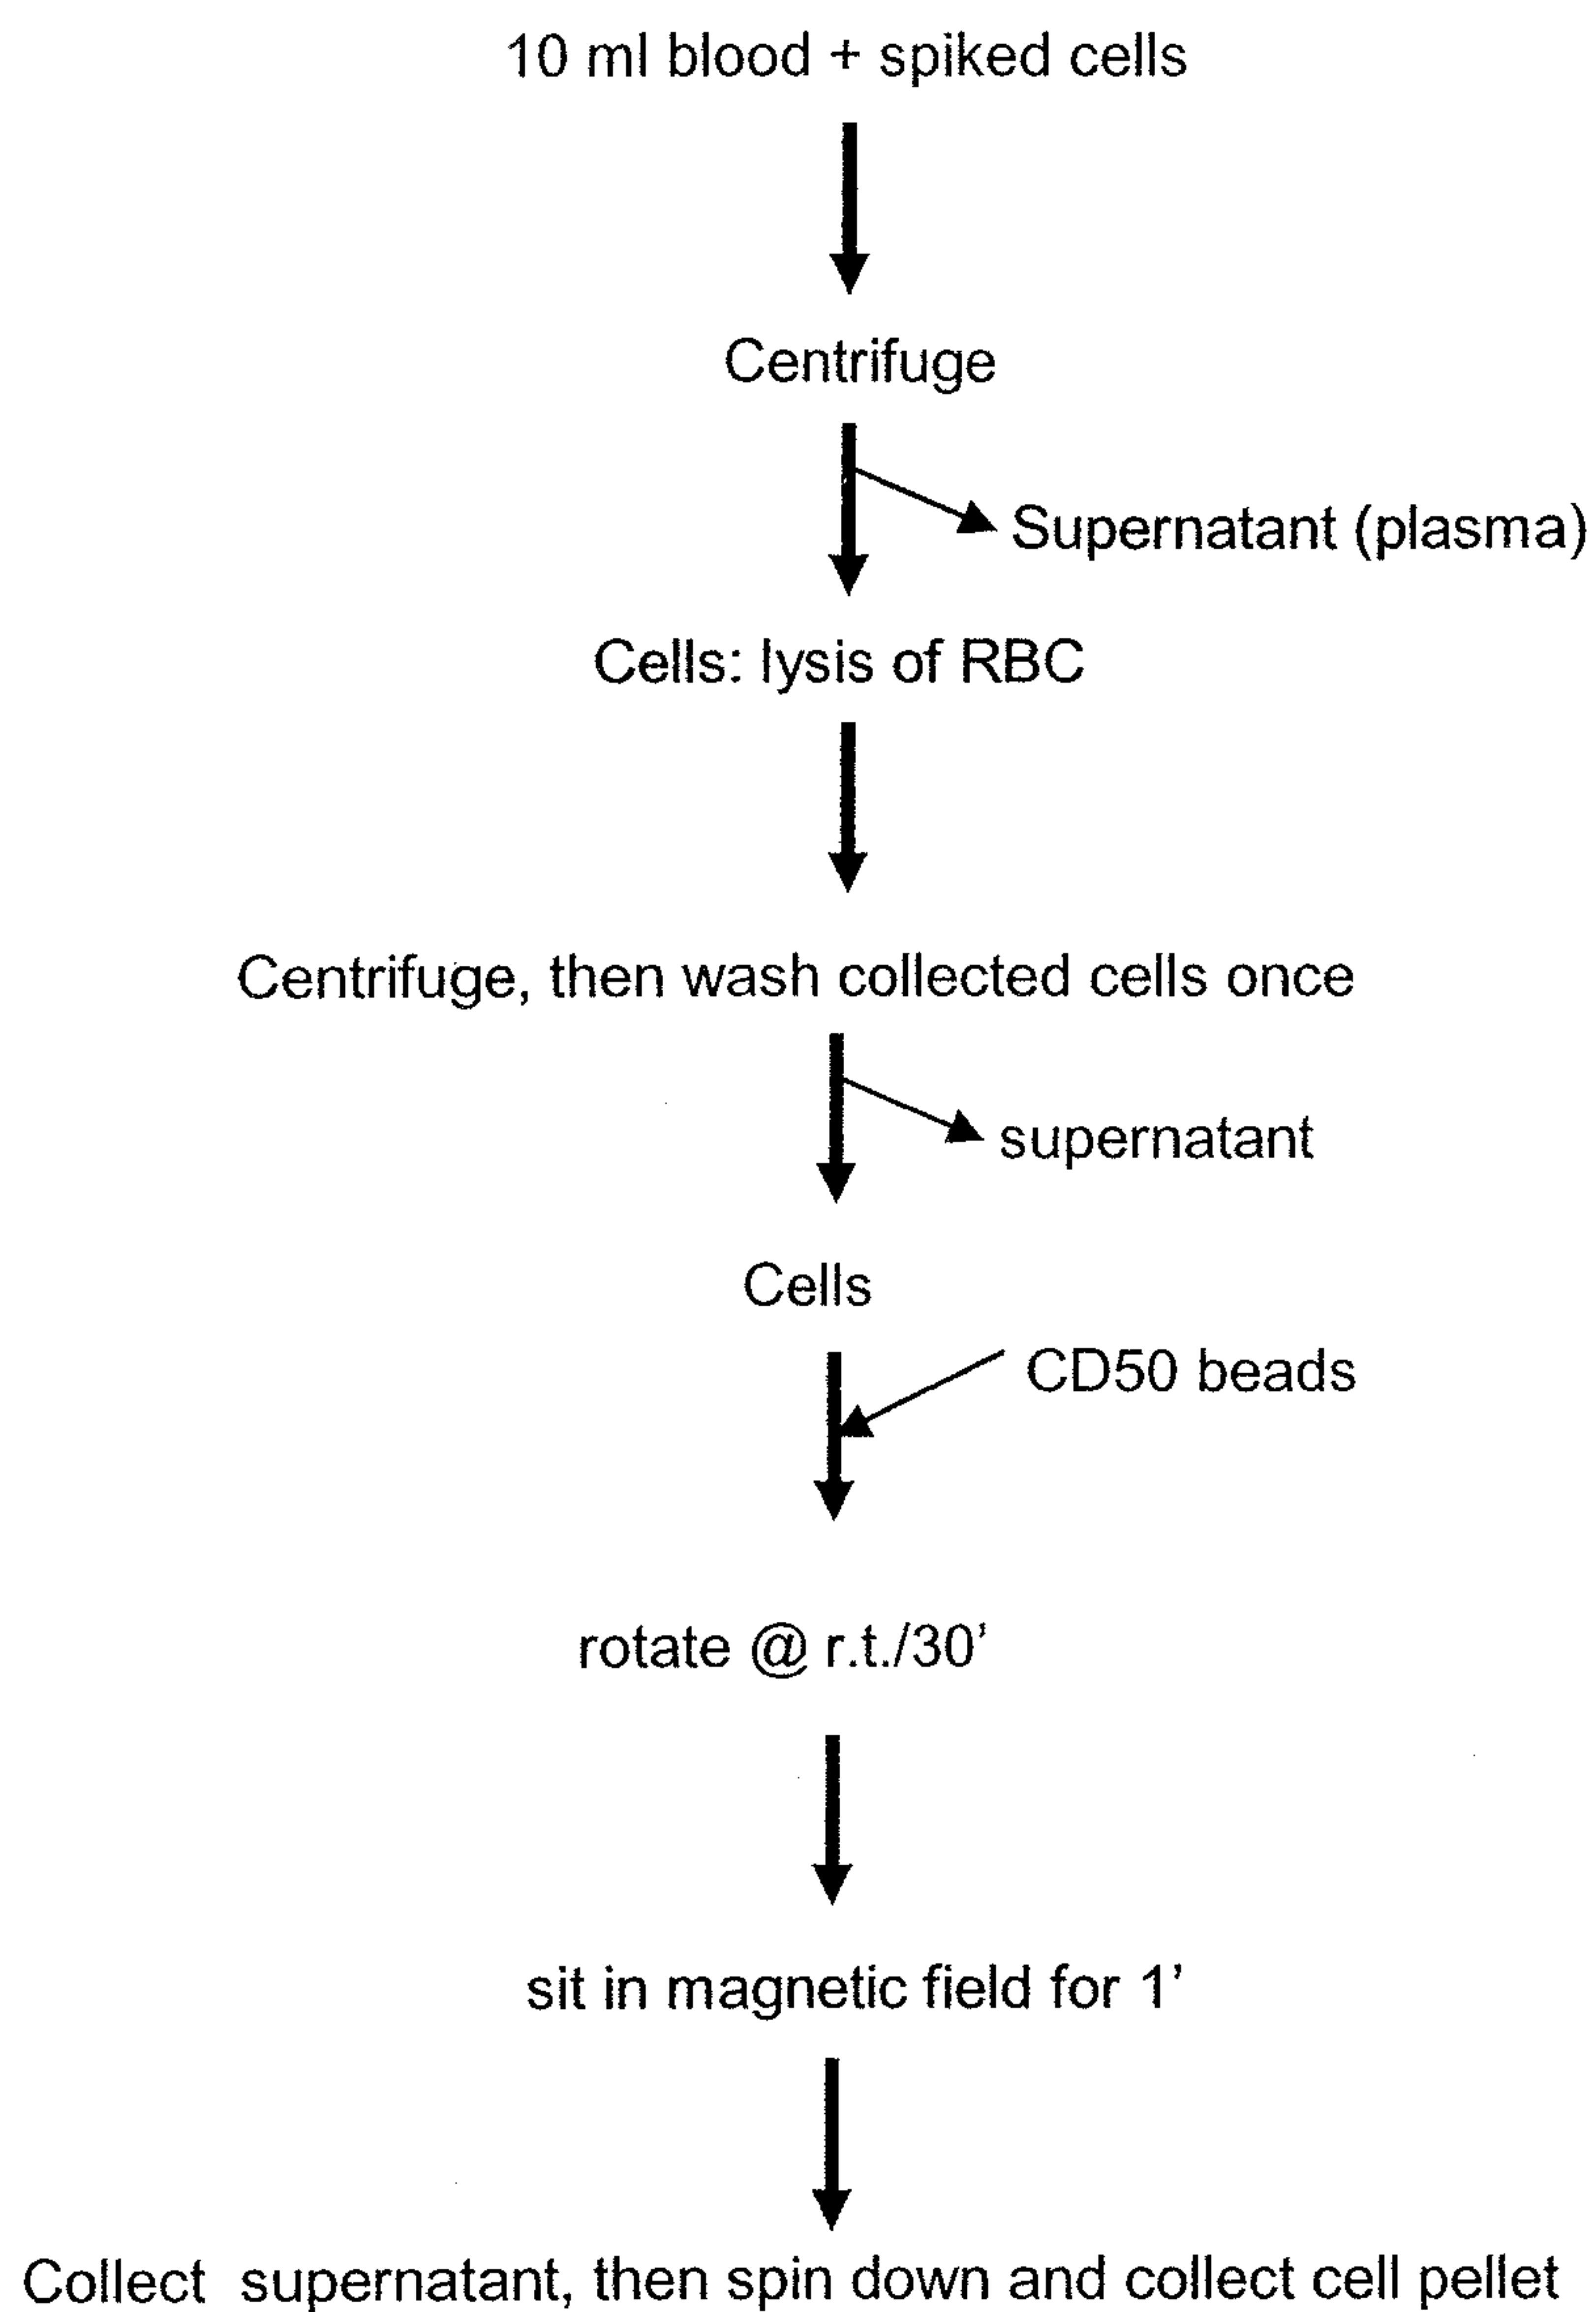 10 ml blood + spiked cells
Centrifuge
Supernatant (plasma)
Cells: lysis of RBC
Centrifuge, then wash collected cells once
supernatant
Cells
CD50 beads
rotate @ r.t./30’
sit in magnetic field for 1’
Collect supernatant, then spin down and collect cell pellet